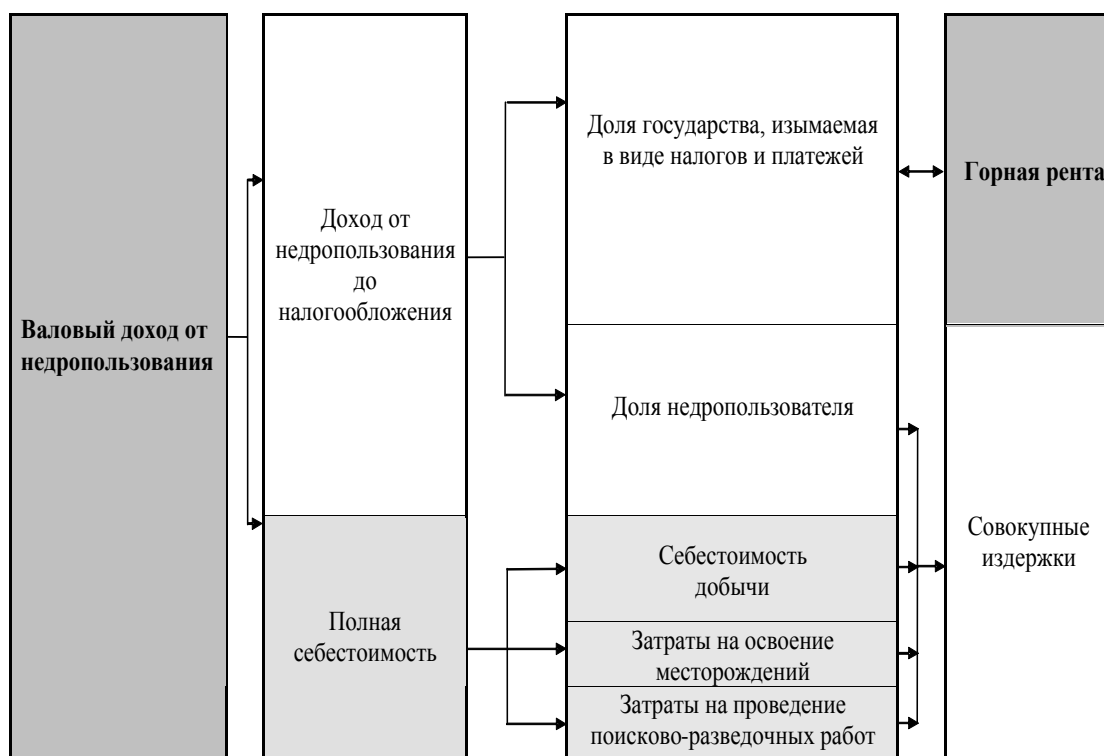 Валовый доход от
недропользования
Доход от
недропользования
до
налогообложения
Полная
себестоимость
Доля государства, изымаемая
в виде налогов и платежей
Доля недропользователя
Себестоимость
добычи
Затраты на освоение
месторождений
Затраты на проведение
поисково-разведочных работ
Горная рента
Совокупные
издержки